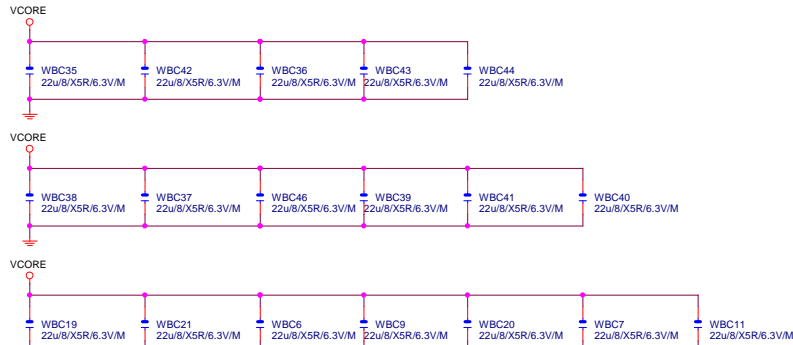 VCORE
WBC35 WBC42 WBC36 WBC43 WBC44
22u/8/X5R/6.3V/M 22u/8/X5R/6.3V/M 22u/8/X5R/6.3V/M 22u/8/X5R/6.3V/M 22u/8/X5R/6.3V/M
VCORE
WBC38 WBC37 WBC46 WBC39 WBC41 WBC40
22u/8/X5R/6.3V/M 22u/8/X5R/6.3V/M 22u/8/X5R/6.3V/M 22u/8/X5R/6.3V/M 22u/8/X5R/6.3V/M 22u/8/X5R/6.3V/M
VCORE
WBC19 WBC21 WBC6 WBC9 WBC20 WBC7 WBC11
22u/8/X5R/6.3V/M 22u/8/X5R/6.3V/M 22u/8/X5R/6.3V/M 22u/8/X5R/6.3V/M 22u/8/X5R/6.3V/M 22u/8/X5R/6.3V/M 22u/8/X5R/6.3V/M